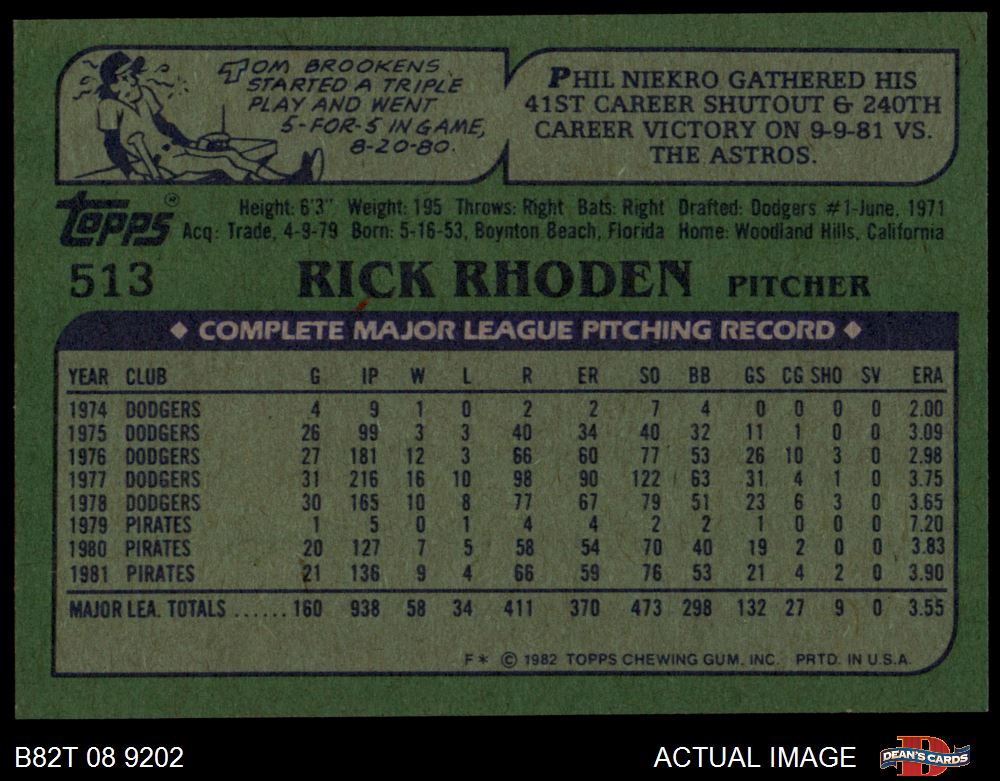 TOM BROOKENS
STARTED A TRIPLE
PLAY AND WENT
5-FOR-5 IN GAME,
8-20-80.
PHIL NIEKRO GATHERED HIS
41ST CAREER SHUTOUT & 240TH
CAREER VICTORY ON 9-9-81 VS.
THE ASTROS.
TOPPS®
Height: 6'3" Weight: 195 Throws: Right Bats: Right Drafted: Dodgers #1-June, 1971
Acq: Trade, 4-9-79 Born: 5-16-53, Boynton Beach, Florida Home: Woodland Hills, California
513 RICK RHODEN PITCHER
◆ COMPLETE MAJOR LEAGUE PITCHING RECORD ◆
YEAR CLUB G IP W L R ER SO BB GS CG SHO SV ERA
1974 DODGERS 4 9 1 0 2 2 7 4 0 0 0 0 2.00
1975 DODGERS 26 99 3 3 40 34 40 32 11 1 0 0 3.09
1976 DODGERS 27 181 12 3 66 60 77 53 26 10 3 0 2.98
1977 DODGERS 31 216 16 10 98 90 122 63 31 4 1 0 3.75
1978 DODGERS 30 165 10 8 77 67 79 51 23 6 3 0 3.65
1979 PIRATES 1 5 0 1 4 4 2 2 1 0 0 0 7.20
1980 PIRATES 20 127 7 5 58 54 70 40 19 2 0 0 3.83
1981 PIRATES 21 136 9 4 66 59 76 53 21 4 2 0 3.90
MAJOR LEA. TOTALS ...... 160 938 58 34 411 370 473 298 132 27 9 0 3.55
F* © 1982 TOPPS CHEWING GUM, INC. PRTD. IN U.S.A.
B82T 08 9202 ACTUAL IMAGE DEAN'S CARDS